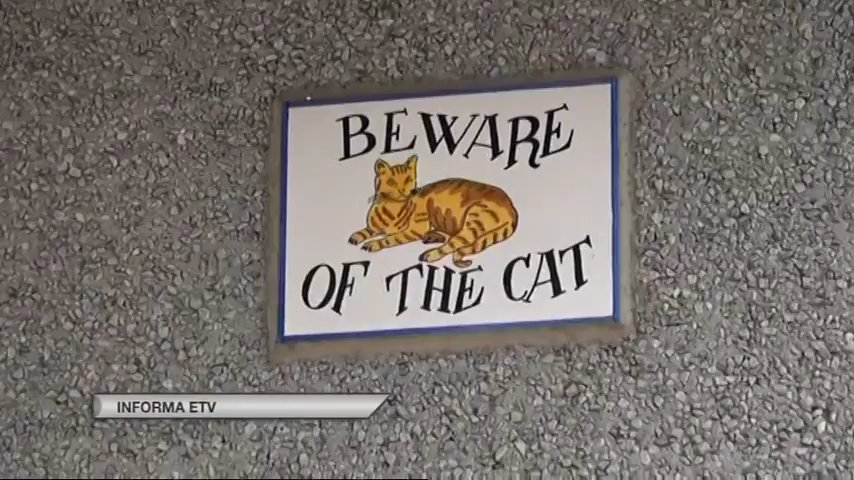 BEWARE
OF THE CAT
INFORMA ETV